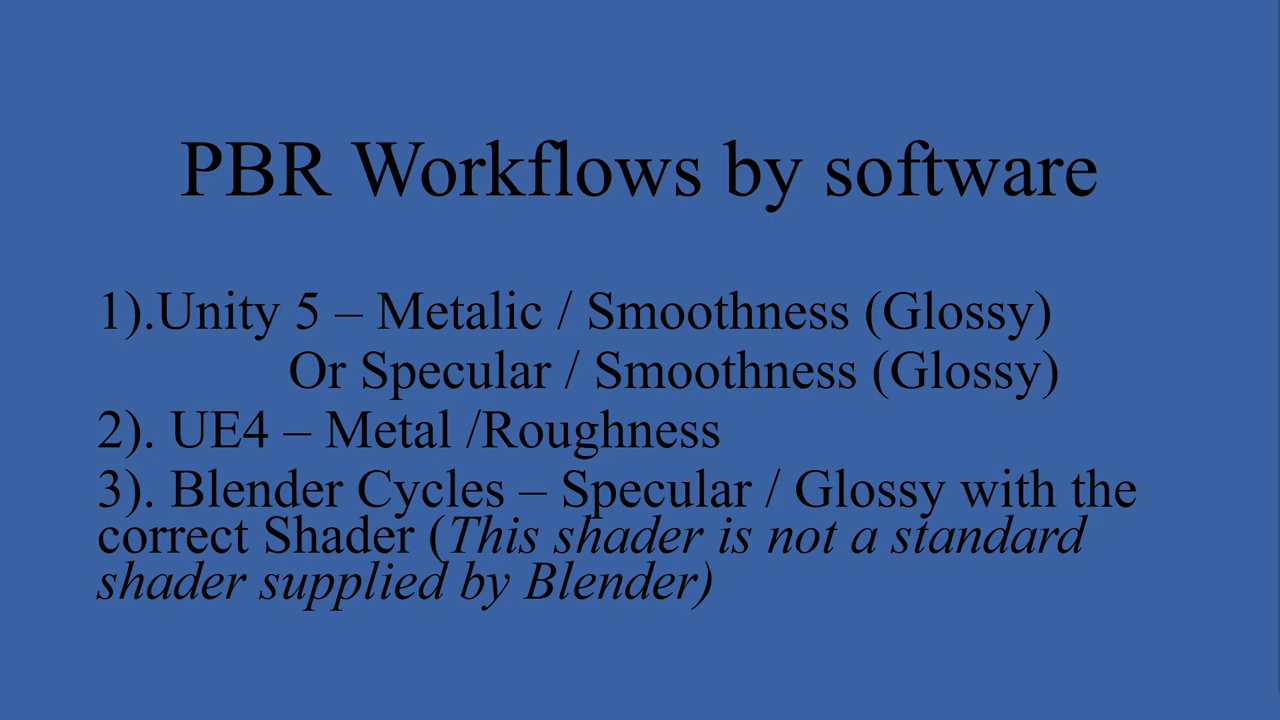 PBR Workflows by software
1).Unity 5 – Metalic / Smoothness (Glossy)
Or Specular / Smoothness (Glossy)
2). UE4 – Metal /Roughness
3). Blender Cycles – Specular / Glossy with the
correct Shader (This shader is not a standard
shader supplied by Blender)